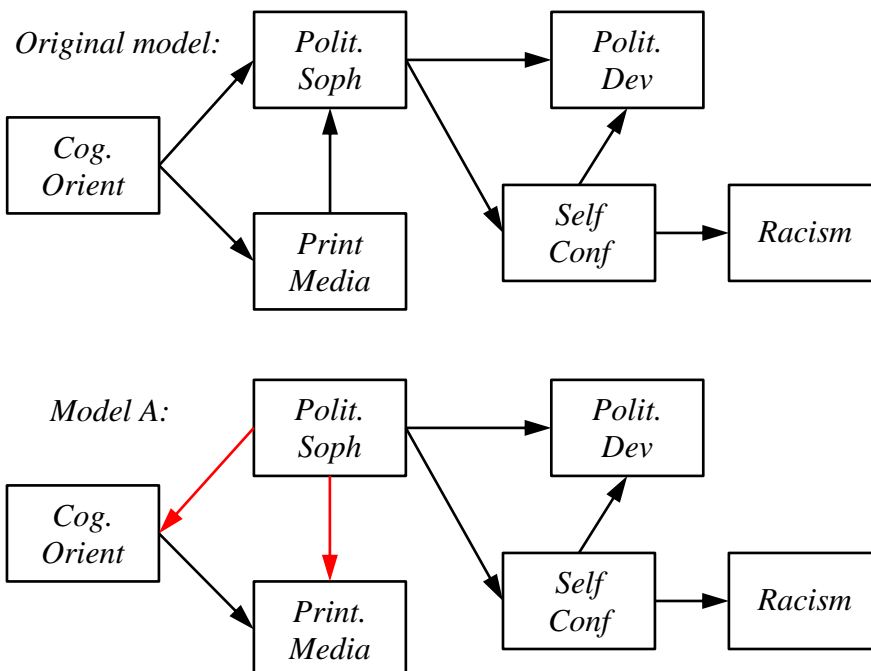 Original model:
Polit.
Soph
Polit.
Dev
Cog.
Orient
Print
Media
Self
Conf
Racism
Model A:
Polit.
Soph
Polit.
Dev
Cog.
Orient
Print.
Media
Self
Conf
Racism